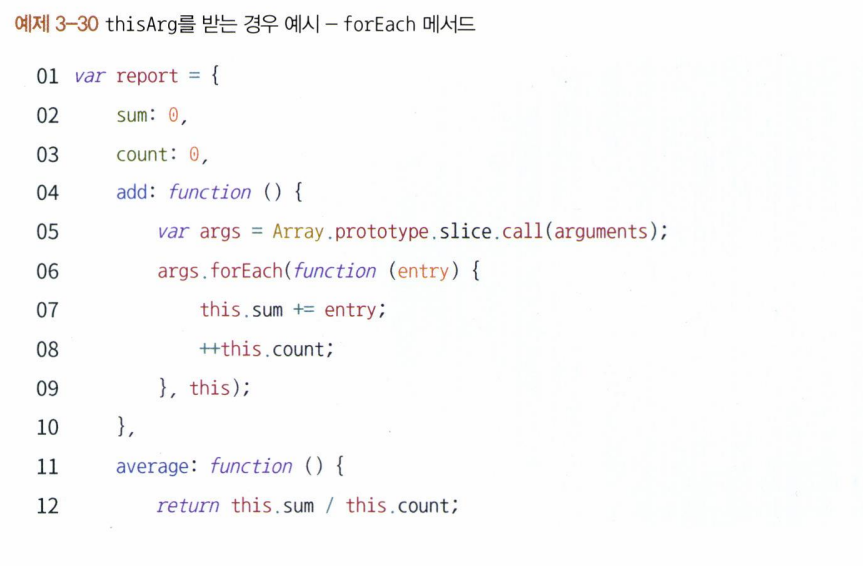 예제 3-30 thisArg를 받는 경우 예시 – forEach 메서드
01 var report = {
02 sum: 0,
03 count: 0,
04 add: function () {
05 var args = Array.prototype.slice.call(arguments);
06 args.forEach(function (entry) {
07 this.sum += entry;
08 ++this.count;
09 }, this);
10 },
11 average: function () {
12 return this.sum / this.count;